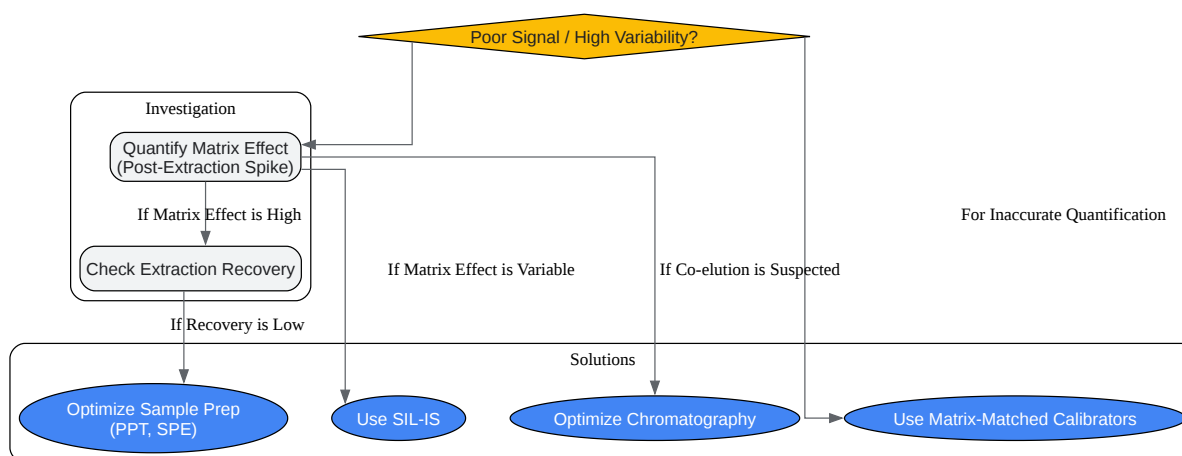 Poor Signal / High Variability?
Investigation
Quantify Matrix Effect
(Post-Extraction Spike)
If Matrix Effect is High
For Inaccurate Quantification
Check Extraction Recovery
If Matrix Effect is Variable
If Co-elution is Suspected
If Recovery is Low
Solutions
Optimize Sample Prep
(PPT, SPE)
Use SIL-IS
Optimize Chromatography
Use Matrix-Matched Calibrators